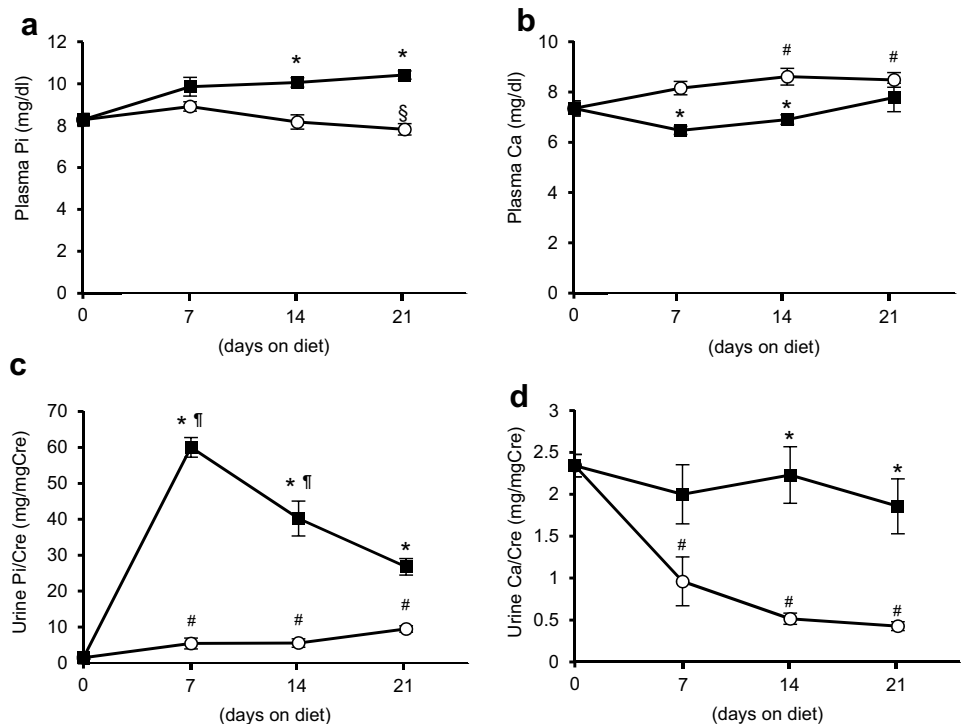 a
12
10
8
6
4
2
0
Plasma Pi (mg/dl)
* *
§
0 7 14 21
(days on diet)
b
10
8
6
4
2
0
Plasma Ca (mg/dl)
# #
* *
0 7 14 21
(days on diet)
c
70
60
50
40
30
20
10
0
Urine Pi/Cre (mg/mgCre)
* ¶
* ¶
*
# # #
0 7 14 21
(days on diet)
d
3
2.5
2
1.5
1
0.5
0
Urine Ca/Cre (mg/mgCre)
*
*
#
# #
0 7 14 21
(days on diet)